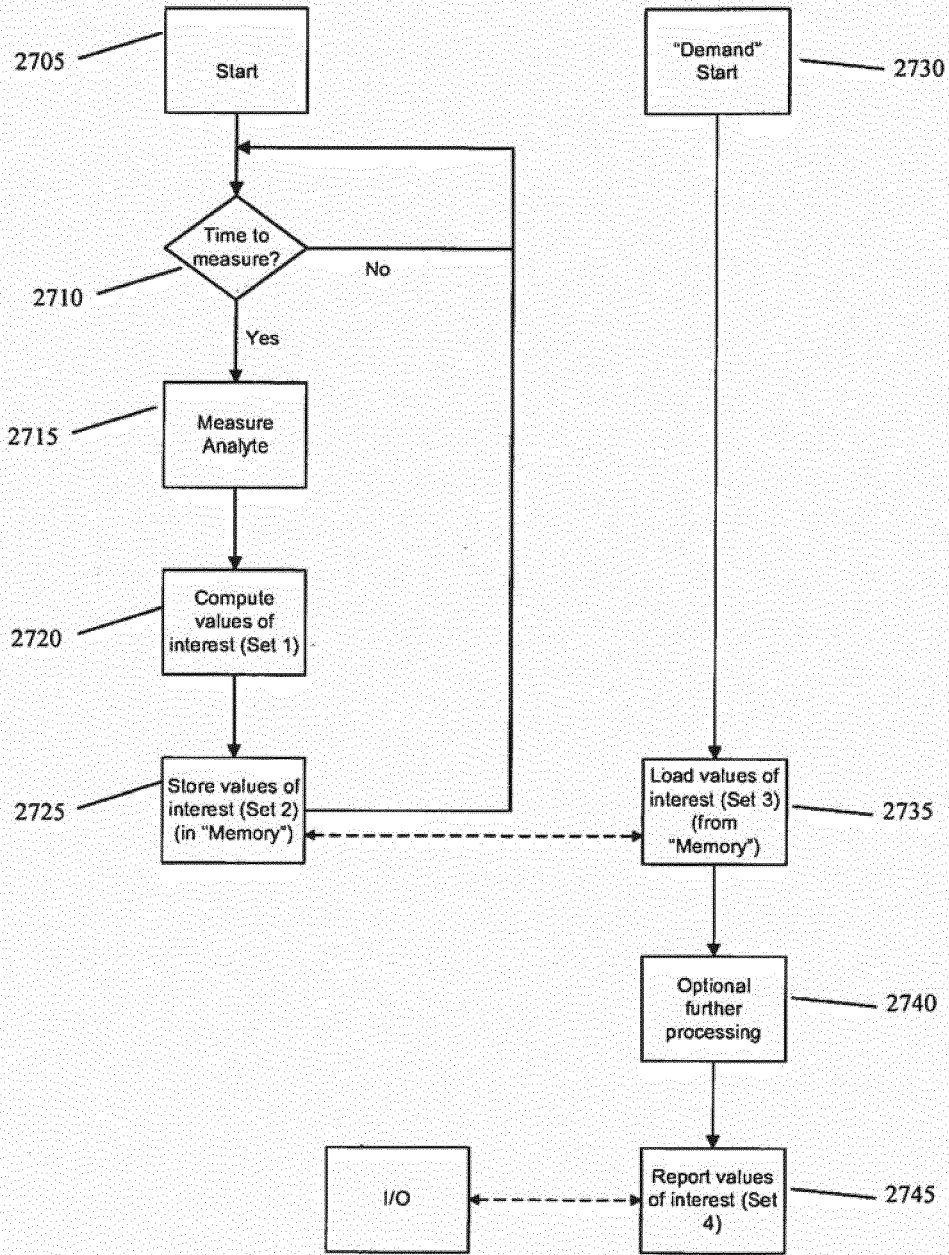 2705
Start
"Demand"
Start
2730
Time to
measure?
No
2710
Yes
2715
Measure
Analyte
2720
Compute
values of
interest (Set 1)
2725
Store values of
interest (Set 2)
(in "Memory")
Load values of
interest (Set 3)
(from
"Memory")
2735
Optional
further
processing
2740
I/O
Report values
of interest (Set
4)
2745